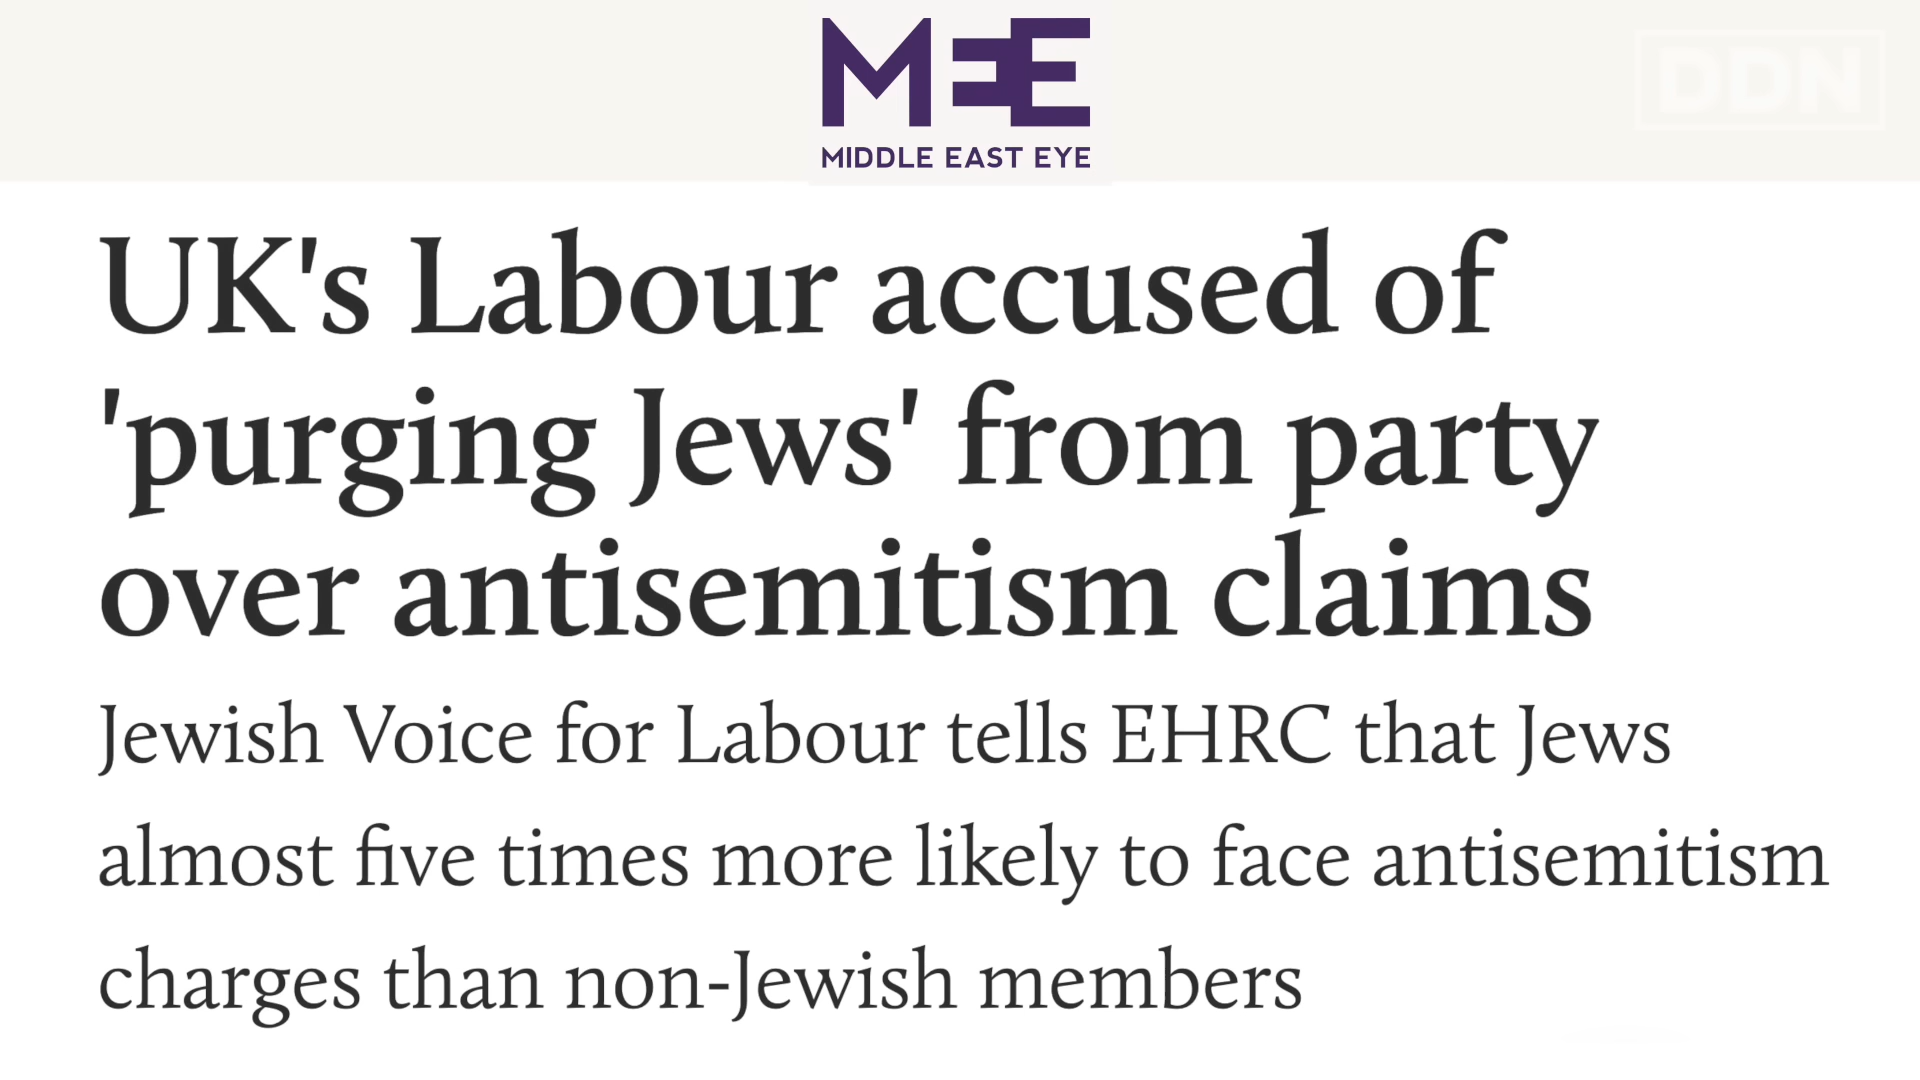 MEE
MIDDLE EAST EYE
DDN
UK's Labour accused of
'purging Jews' from party
over antisemitism claims
Jewish Voice for Labour tells EHRC that Jews
almost five times more likely to face antisemitism
charges than non-Jewish members